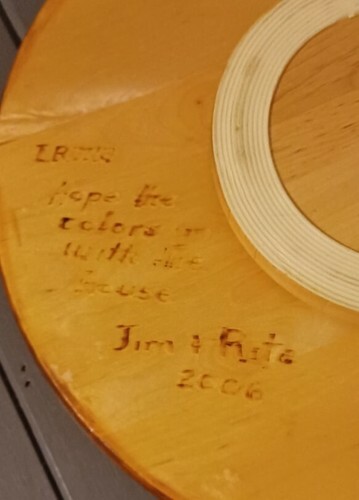 hope the
colors
with the
house
Jim & Rita
2006